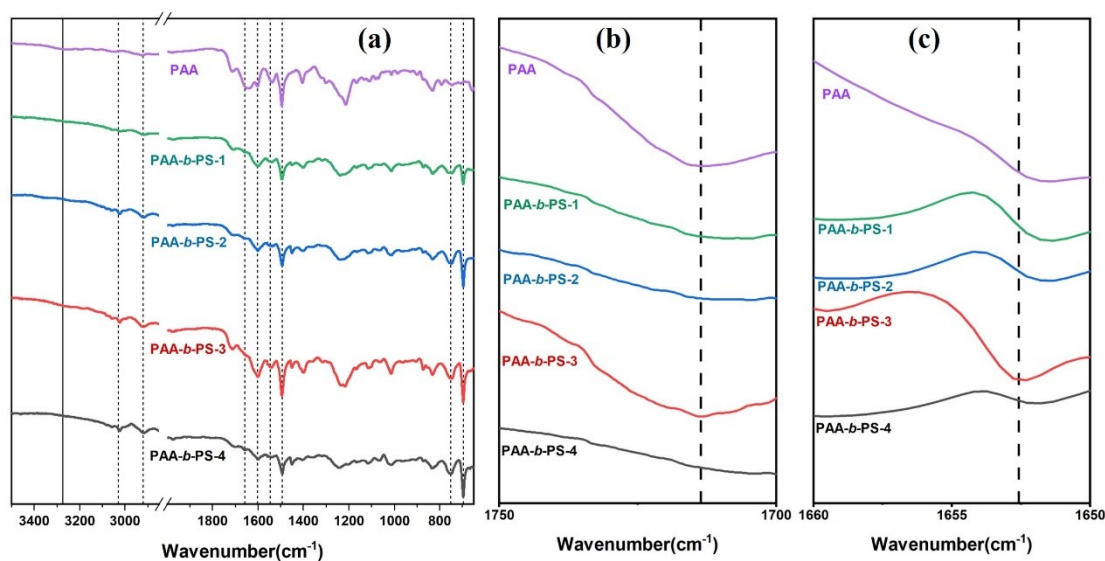 (a)
PAA
PAA-b-PS-1
PAA-b-PS-2
PAA-b-PS-3
PAA-b-PS-4
3400 3200 3000 1800 1600 1400 1200 1000 800
Wavenumber(cm-1)
(b)
PAA
PAA-b-PS-1
PAA-b-PS-2
PAA-b-PS-3
PAA-b-PS-4
1750 1700
Wavenumber(cm-1)
(c)
PAA
PAA-b-PS-1
PAA-b-PS-2
PAA-b-PS-3
PAA-b-PS-4
1660 1655 1650
Wavenumber(cm-1)